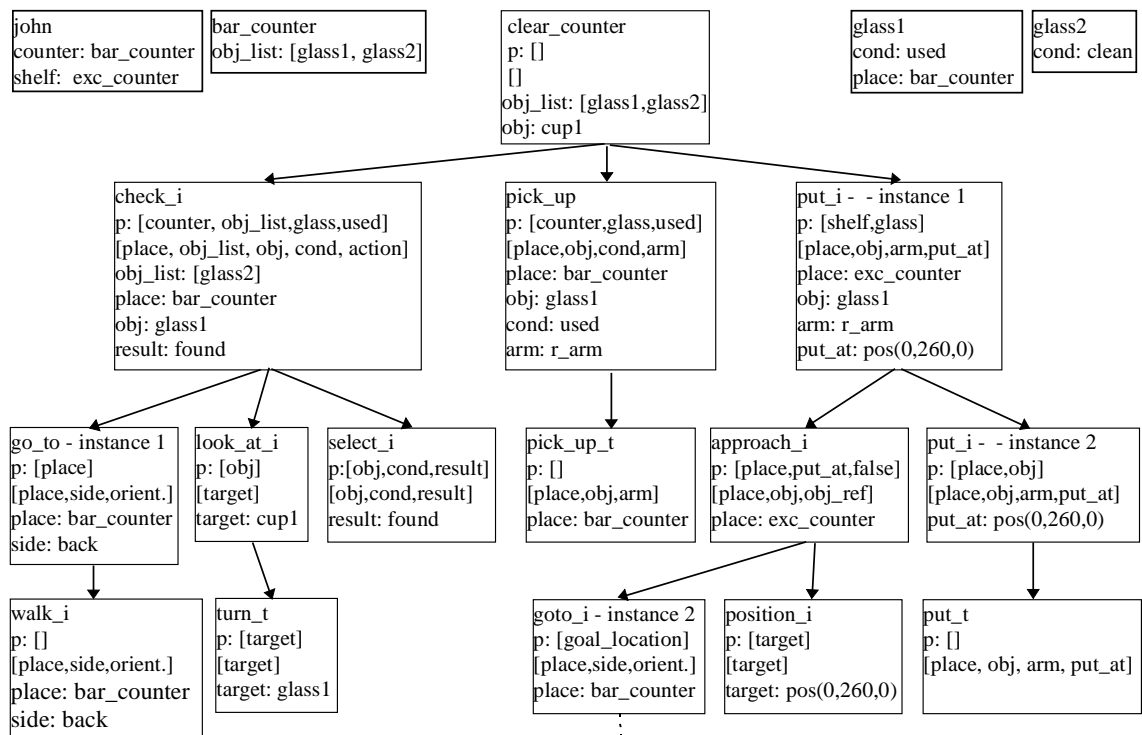 john
counter: bar_counter
shelf: exc_counter
bar_counter
obj_list: [glass1, glass2]
clear_counter
p: []
[]
obj_list: [glass1,glass2]
obj: cup1
glass1
cond: used
place: bar_counter
glass2
cond: clean
check_i
p: [counter, obj_list,glass,used]
[place, obj_list, obj, cond, action]
obj_list: [glass2]
place: bar_counter
obj: glass1
result: found
pick_up
p: [counter,glass,used]
[place,obj,cond,arm]
place: bar_counter
obj: glass1
cond: used
arm: r_arm
put_i - - instance 1
p: [shelf,glass]
[place,obj,arm,put_at]
place: exc_counter
obj: glass1
arm: r_arm
put_at: pos(0,260,0)
go_to - instance 1
p: [place]
[place,side,orient.]
place: bar_counter
side: back
look_at_i
p: [obj]
[target]
target: cup1
select_i
p:[obj,cond,result]
[obj,cond,result]
result: found
pick_up_t
p: []
[place,obj,arm]
place: bar_counter
approach_i
p: [place,put_at,false]
[place,obj,obj_ref]
place: exc_counter
put_i - - instance 2
p: [place,obj]
[place,obj,arm,put_at]
put_at: pos(0,260,0)
walk_i
p: []
[place,side,orient.]
place: bar_counter
side: back
turn_t
p: [target]
[target]
target: glass1
goto_i - instance 2
p: [goal_location]
[place,side,orient.]
place: bar_counter
position_i
p: [target]
[target]
target: pos(0,260,0)
put_t
p: []
[place, obj, arm, put_at]